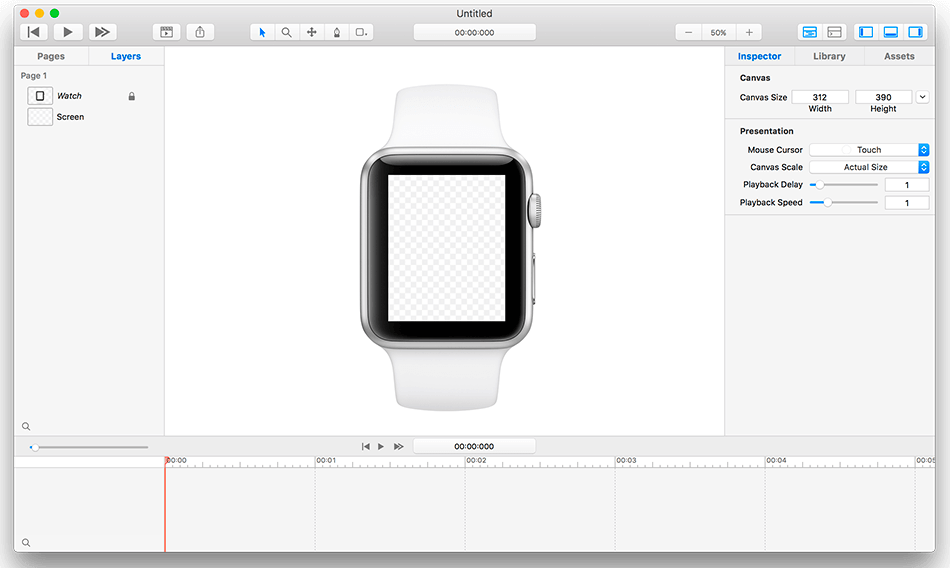 Untitled
00:00:000
50%
Pages
Layers
Page 1
Watch
Screen
Inspector
Library
Assets
Canvas
Canvas Size
312
390
Width
Height
Presentation
Mouse Cursor
Touch
Canvas Scale
Actual Size
Playback Delay
1
Playback Speed
1
00:00:000
00:00
00:01
00:02
00:03
00:04
00:05